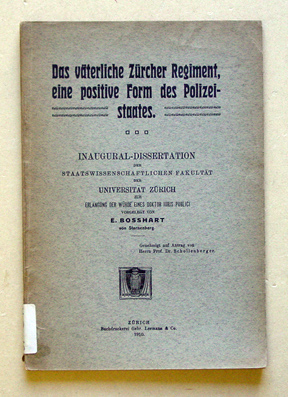 Das väterliche Zürcher Regiment,
eine positive Form des Polizei-
staates.
INAUGURAL-DISSERTATION
DER
STAATSWISSENSCHAFTLICHEN FAKULTÄT
DER
UNIVERSITÄT ZÜRICH
ZUR
ERLANGUNG DER WÜRDE EINES DOKTOR IURIS PUBLICI
VORGELEGT VON
E. BOSSHART
von Sternenberg
Genehmigt auf Antrag von
Herrn Prof. Dr. Schollenberger.
ZÜRICH
Buchdruckerei Gebr. Leemann & Co.
1910.